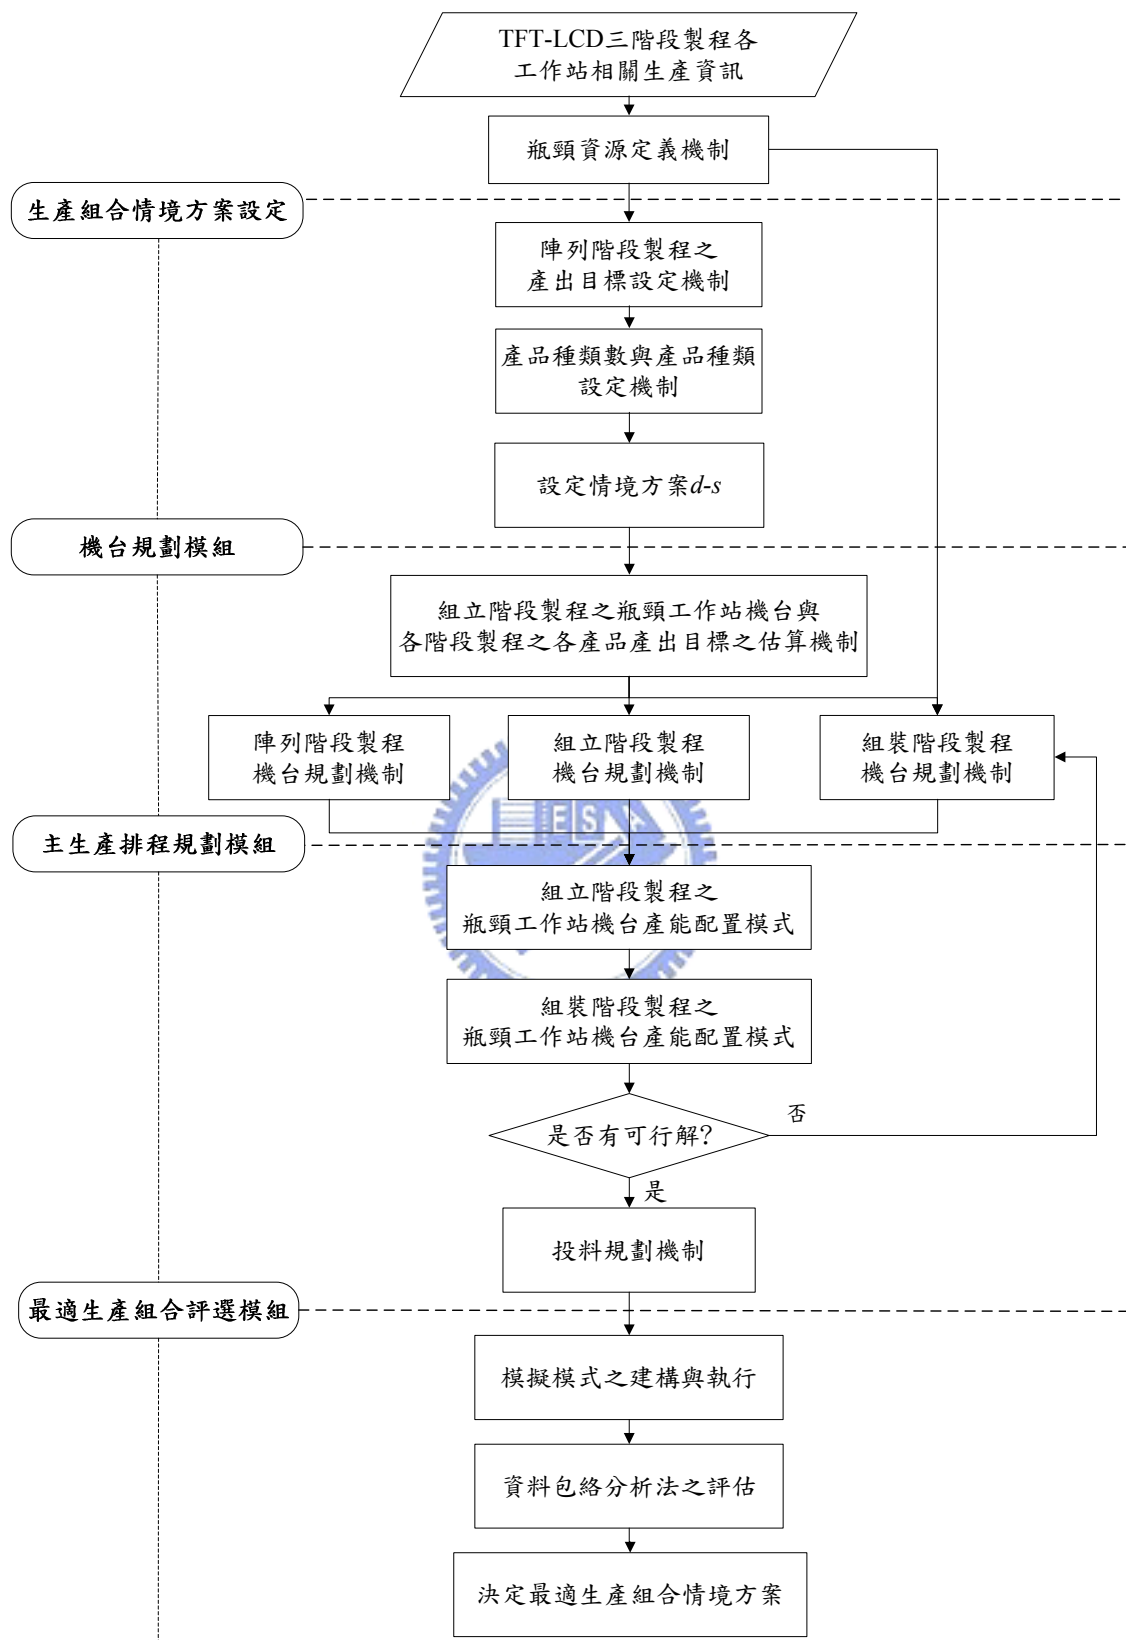 TFT-LCD三階段製程各
工作站相關生產資訊
瓶頸資源定義機制
生產組合情境方案設定
陣列階段製程之
產出目標設定機制
產品種類數與產品種類
設定機制
設定情境方案d-s
機台規劃模組
組立階段製程之瓶頸工作站機台與
各階段製程之各產品產出目標之估算機制
陣列階段製程
機台規劃機制
組立階段製程
機台規劃機制
組裝階段製程
機台規劃機制
ES
A
主生產排程規劃模組
組立階段製程之
瓶頸工作站機台產能配置模式
組裝階段製程之
瓶頸工作站機台產能配置模式
是否有可行解?
否
是
投料規劃機制
最適生產組合評選模組
模擬模式之建構與執行
資料包絡分析法之評估
決定最適生產組合情境方案